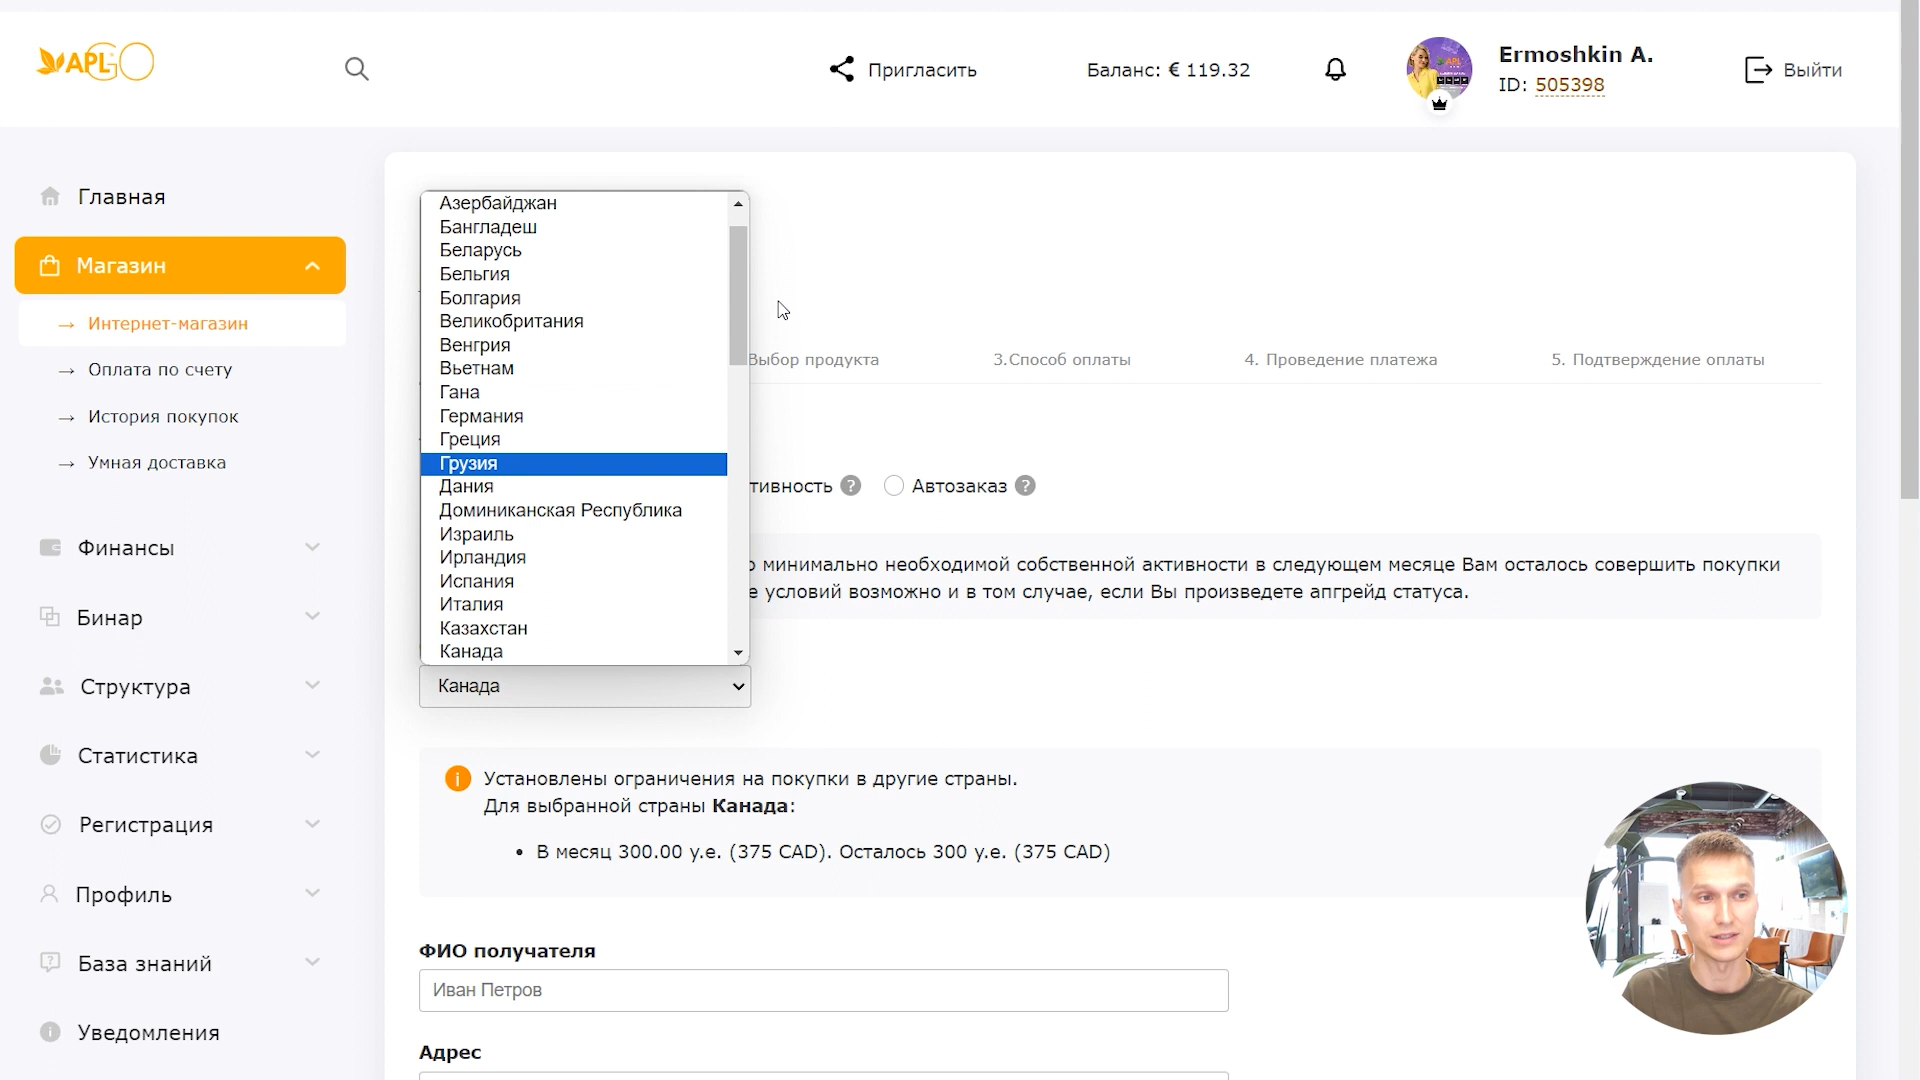 APLGO
Пригласить
Баланс: € 119.32
Ermoshkin A.
ID: 505398
Выйти
Главная
Магазин
Интернет-магазин
Оплата по счету
История покупок
Умная доставка
Финансы
Бинар
Структура
Статистика
Регистрация
Профиль
База знаний
Уведомления
Азербайджан
Бангладеш
Беларусь
Бельгия
Болгария
Великобритания
Венгрия
Вьетнам
Гана
Германия
Греция
Грузия
Дания
Доминиканская Республика
Израиль
Ирландия
Испания
Италия
Казахстан
Канада
Канада
Выбор продукта
3.Способ оплаты
4. Проведение платежа
5. Подтверждение оплаты
тивность ?
Автозаказ ?
о минимально необходимой собственной активности в следующем месяце Вам осталось совершить покупки
е условий возможно и в том случае, если Вы произведете апгрейд статуса.
Установлены ограничения на покупки в другие страны.
Для выбранной страны Канада:
• В месяц 300.00 у.е. (375 CAD). Осталось 300 у.е. (375 CAD)
ФИО получателя
Иван Петров
Адрес